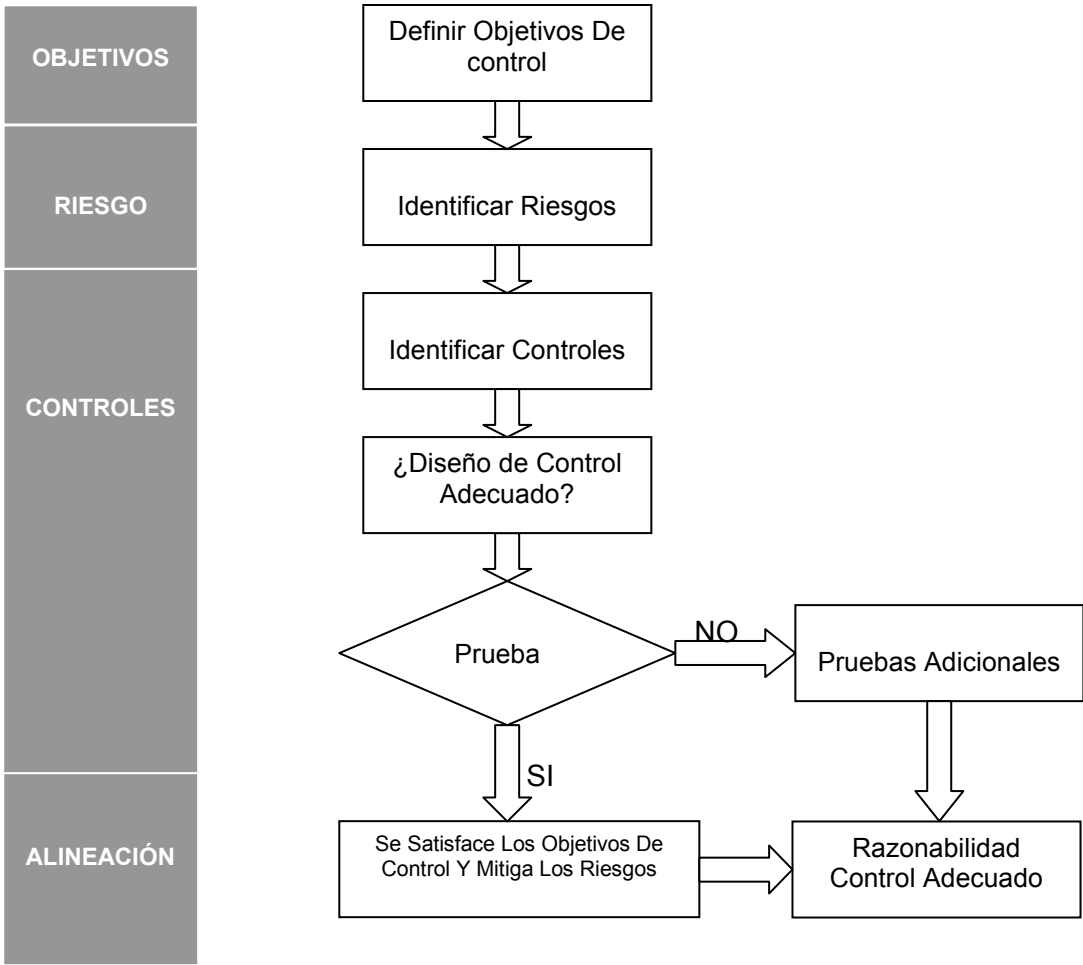 OBJETIVOS
Definir Objetivos De
control
RIESGO
Identificar Riesgos
Identificar Controles
CONTROLES
¿Diseño de Control
Adecuado?
Prueba
NO
Pruebas Adicionales
SI
ALINEACIÓN
Se Satisface Los Objetivos De
Control Y Mitiga Los Riesgos
Razonabilidad
Control Adecuado